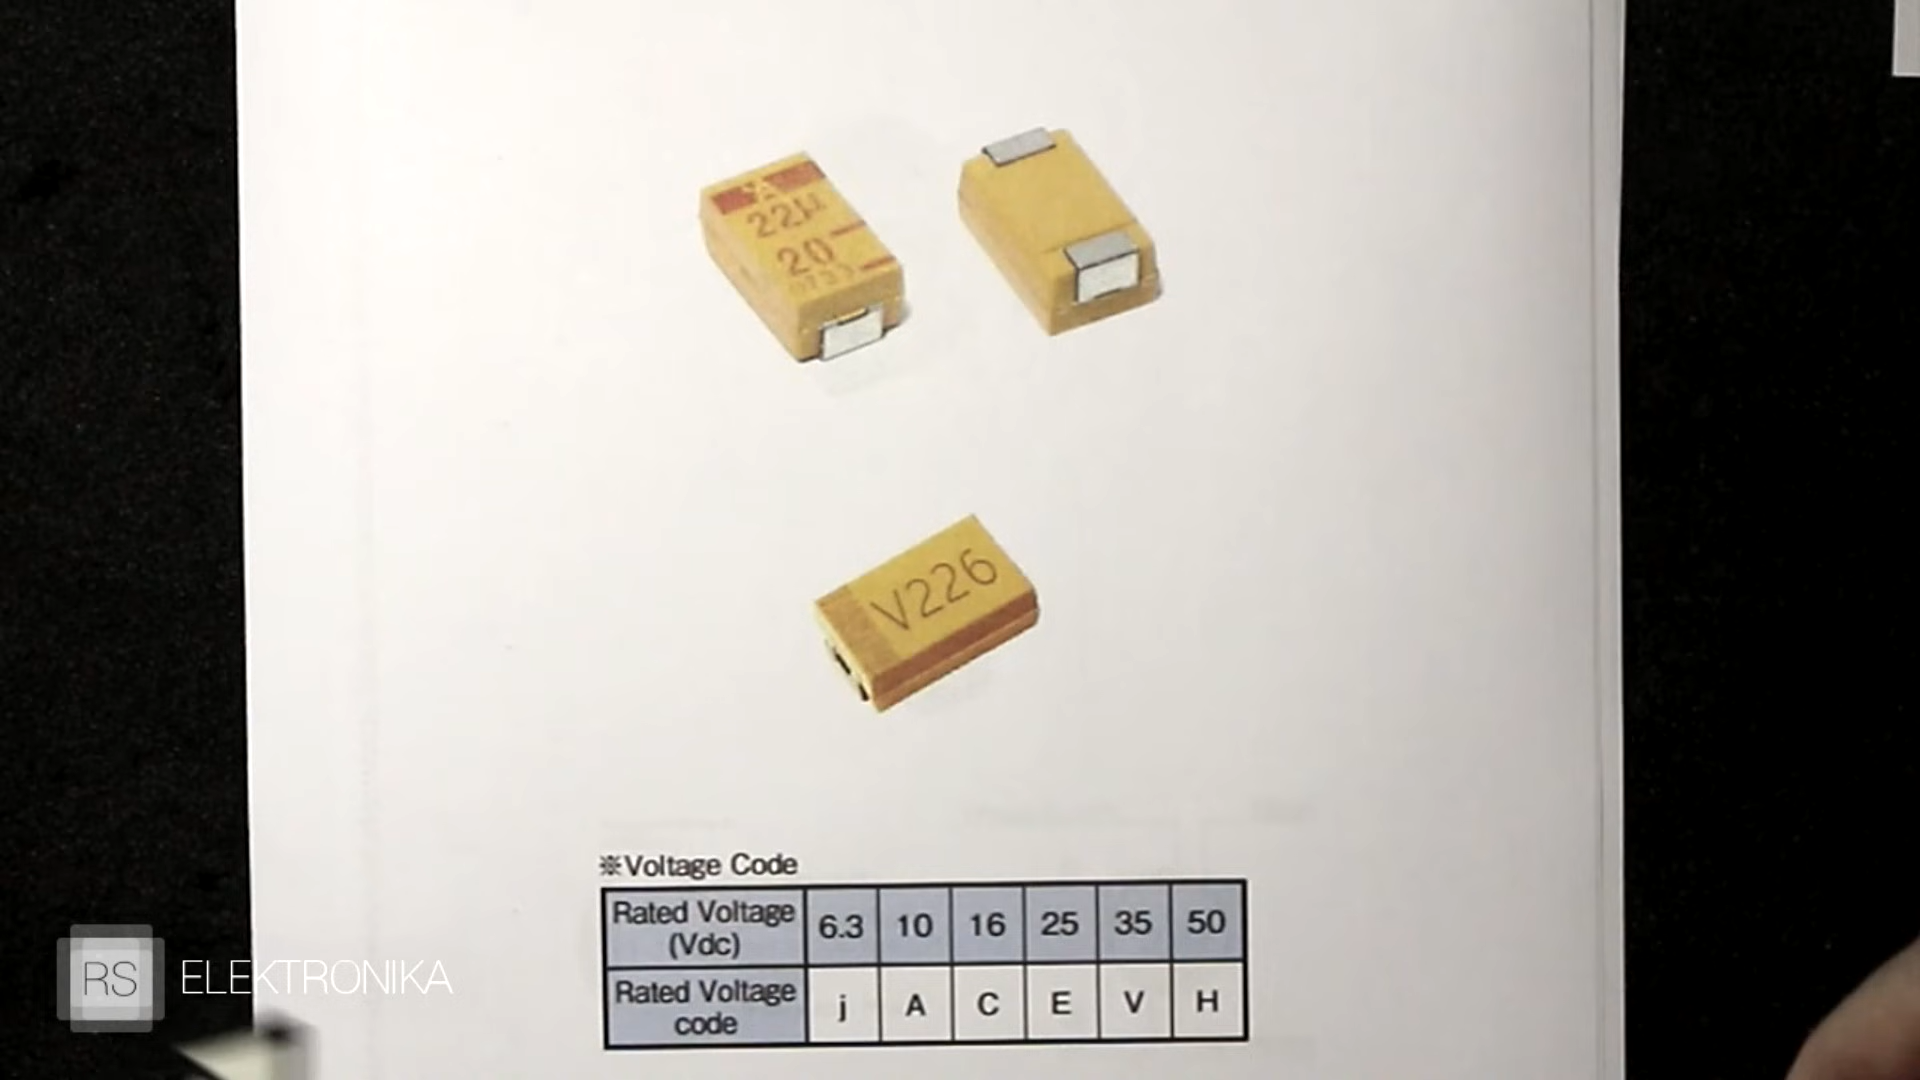 22µ
20
V226
※Voltage Code
Rated Voltage (Vdc) 6.3 10 16 25 35 50
Rated Voltage code j A C E V H
RS ELEKTRONIKA